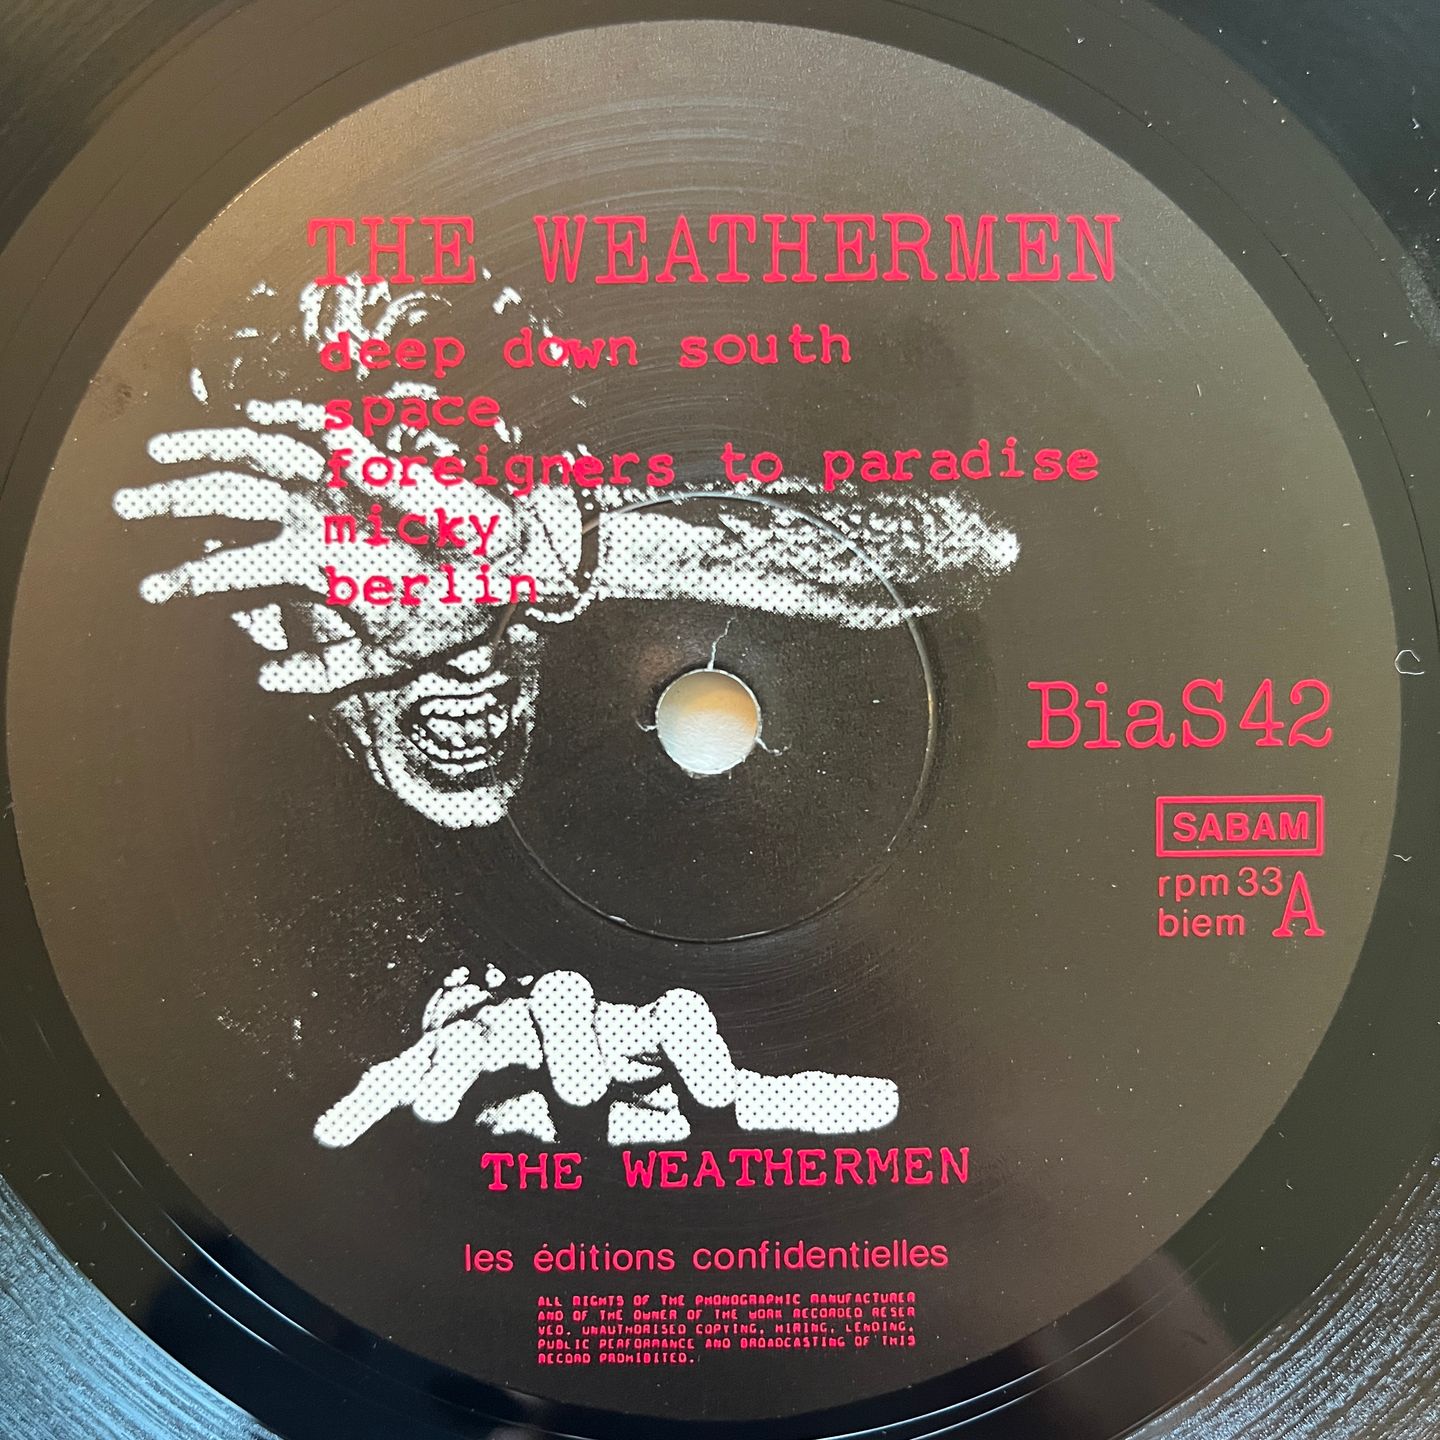 THE WEATHERMEN
deep down south
space
foreigners to paradise
micky
berlin
BiaS 42
SABAM
rpm 33 A
biem
THE WEATHERMEN
les éditions confidentielles
ALL RIGHTS OF THE PHONOGRAPHIC MANUFACTURER
AND OF THE OWNER OF THE WORK RECORDED RESER
VED. UNAUTHORISED COPYING, HIRING, LENDING,
PUBLIC PERFORMANCE AND BROADCASTING OF THIS
RECORD PROHIBITED.